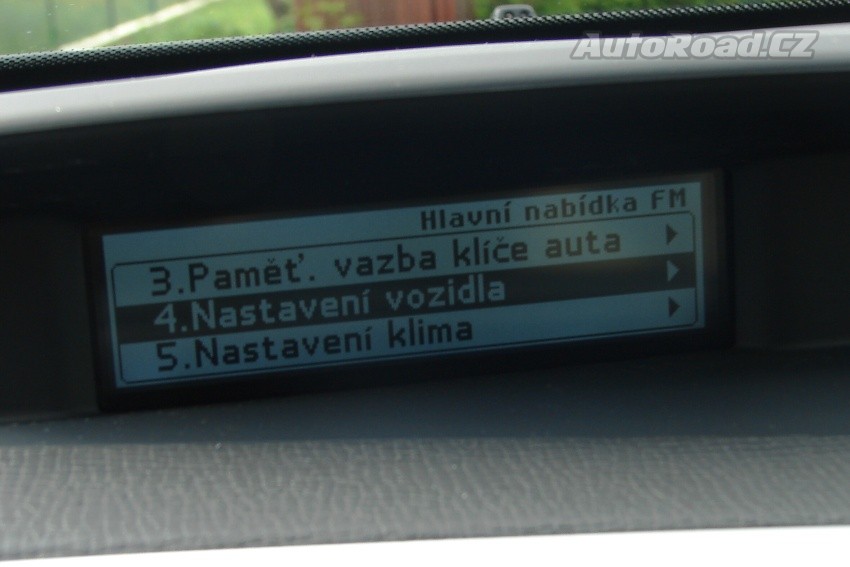 AutoRoad.CZ
Hlavní nabídka FM
3.Paměť. vazba klíče auta
4.Nastavení vozidla
5.Nastavení klima